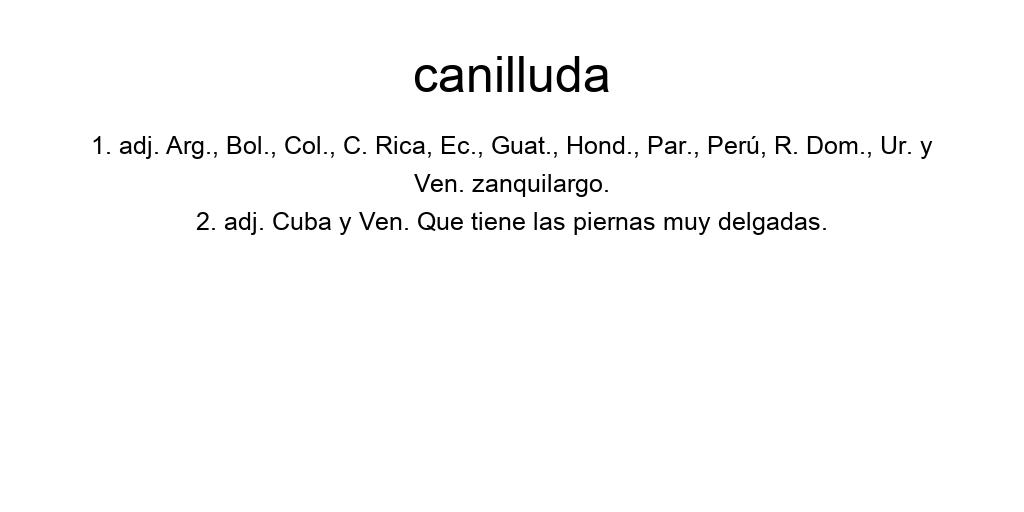 canilluda
1. adj. Arg., Bol., Col., C. Rica, Ec., Guat., Hond., Par., Perú, R. Dom., Ur. y
Ven. zanquilargo.
2. adj. Cuba y Ven. Que tiene las piernas muy delgadas.